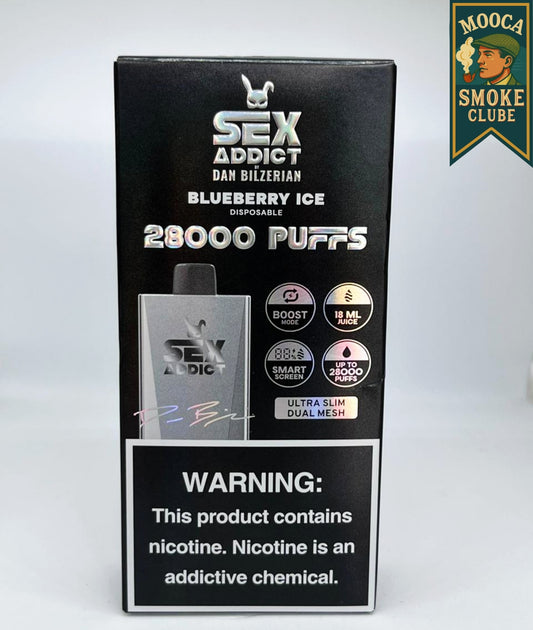 MOOCA
SMOKE
CLUBE
SEX
ADDICT
BY
DAN BILZERIAN
BLUEBERRY ICE
DISPOSABLE
28000 PUFFS
BOOST
MODE
18 ML
JUICE
SMART
SCREEN
UP TO
28000
PUFFS
SEX
ADDICT
ULTRA SLIM
DUAL MESH
WARNING:
This product contains
nicotine. Nicotine is an
addictive chemical.